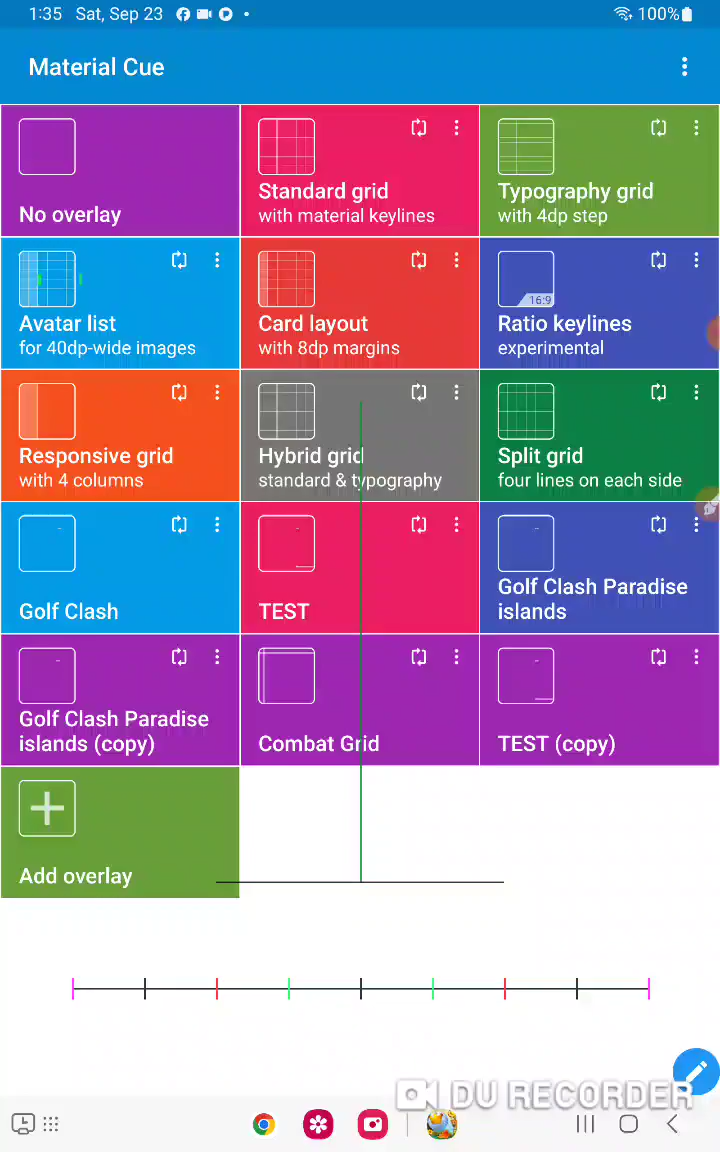 1:35 Sat, Sep 23
100%
Material Cue
No overlay
Standard grid
with material keylines
Typography grid
with 4dp step
Avatar list
for 40dp-wide images
Card layout
with 8dp margins
16:9
Ratio keylines
experimental
Responsive grid
with 4 columns
Hybrid grid
standard & typography
Split grid
four lines on each side
Golf Clash
TEST
Golf Clash Paradise
islands
Golf Clash Paradise
islands (copy)
Combat Grid
TEST (copy)
Add overlay
DU RECORDER